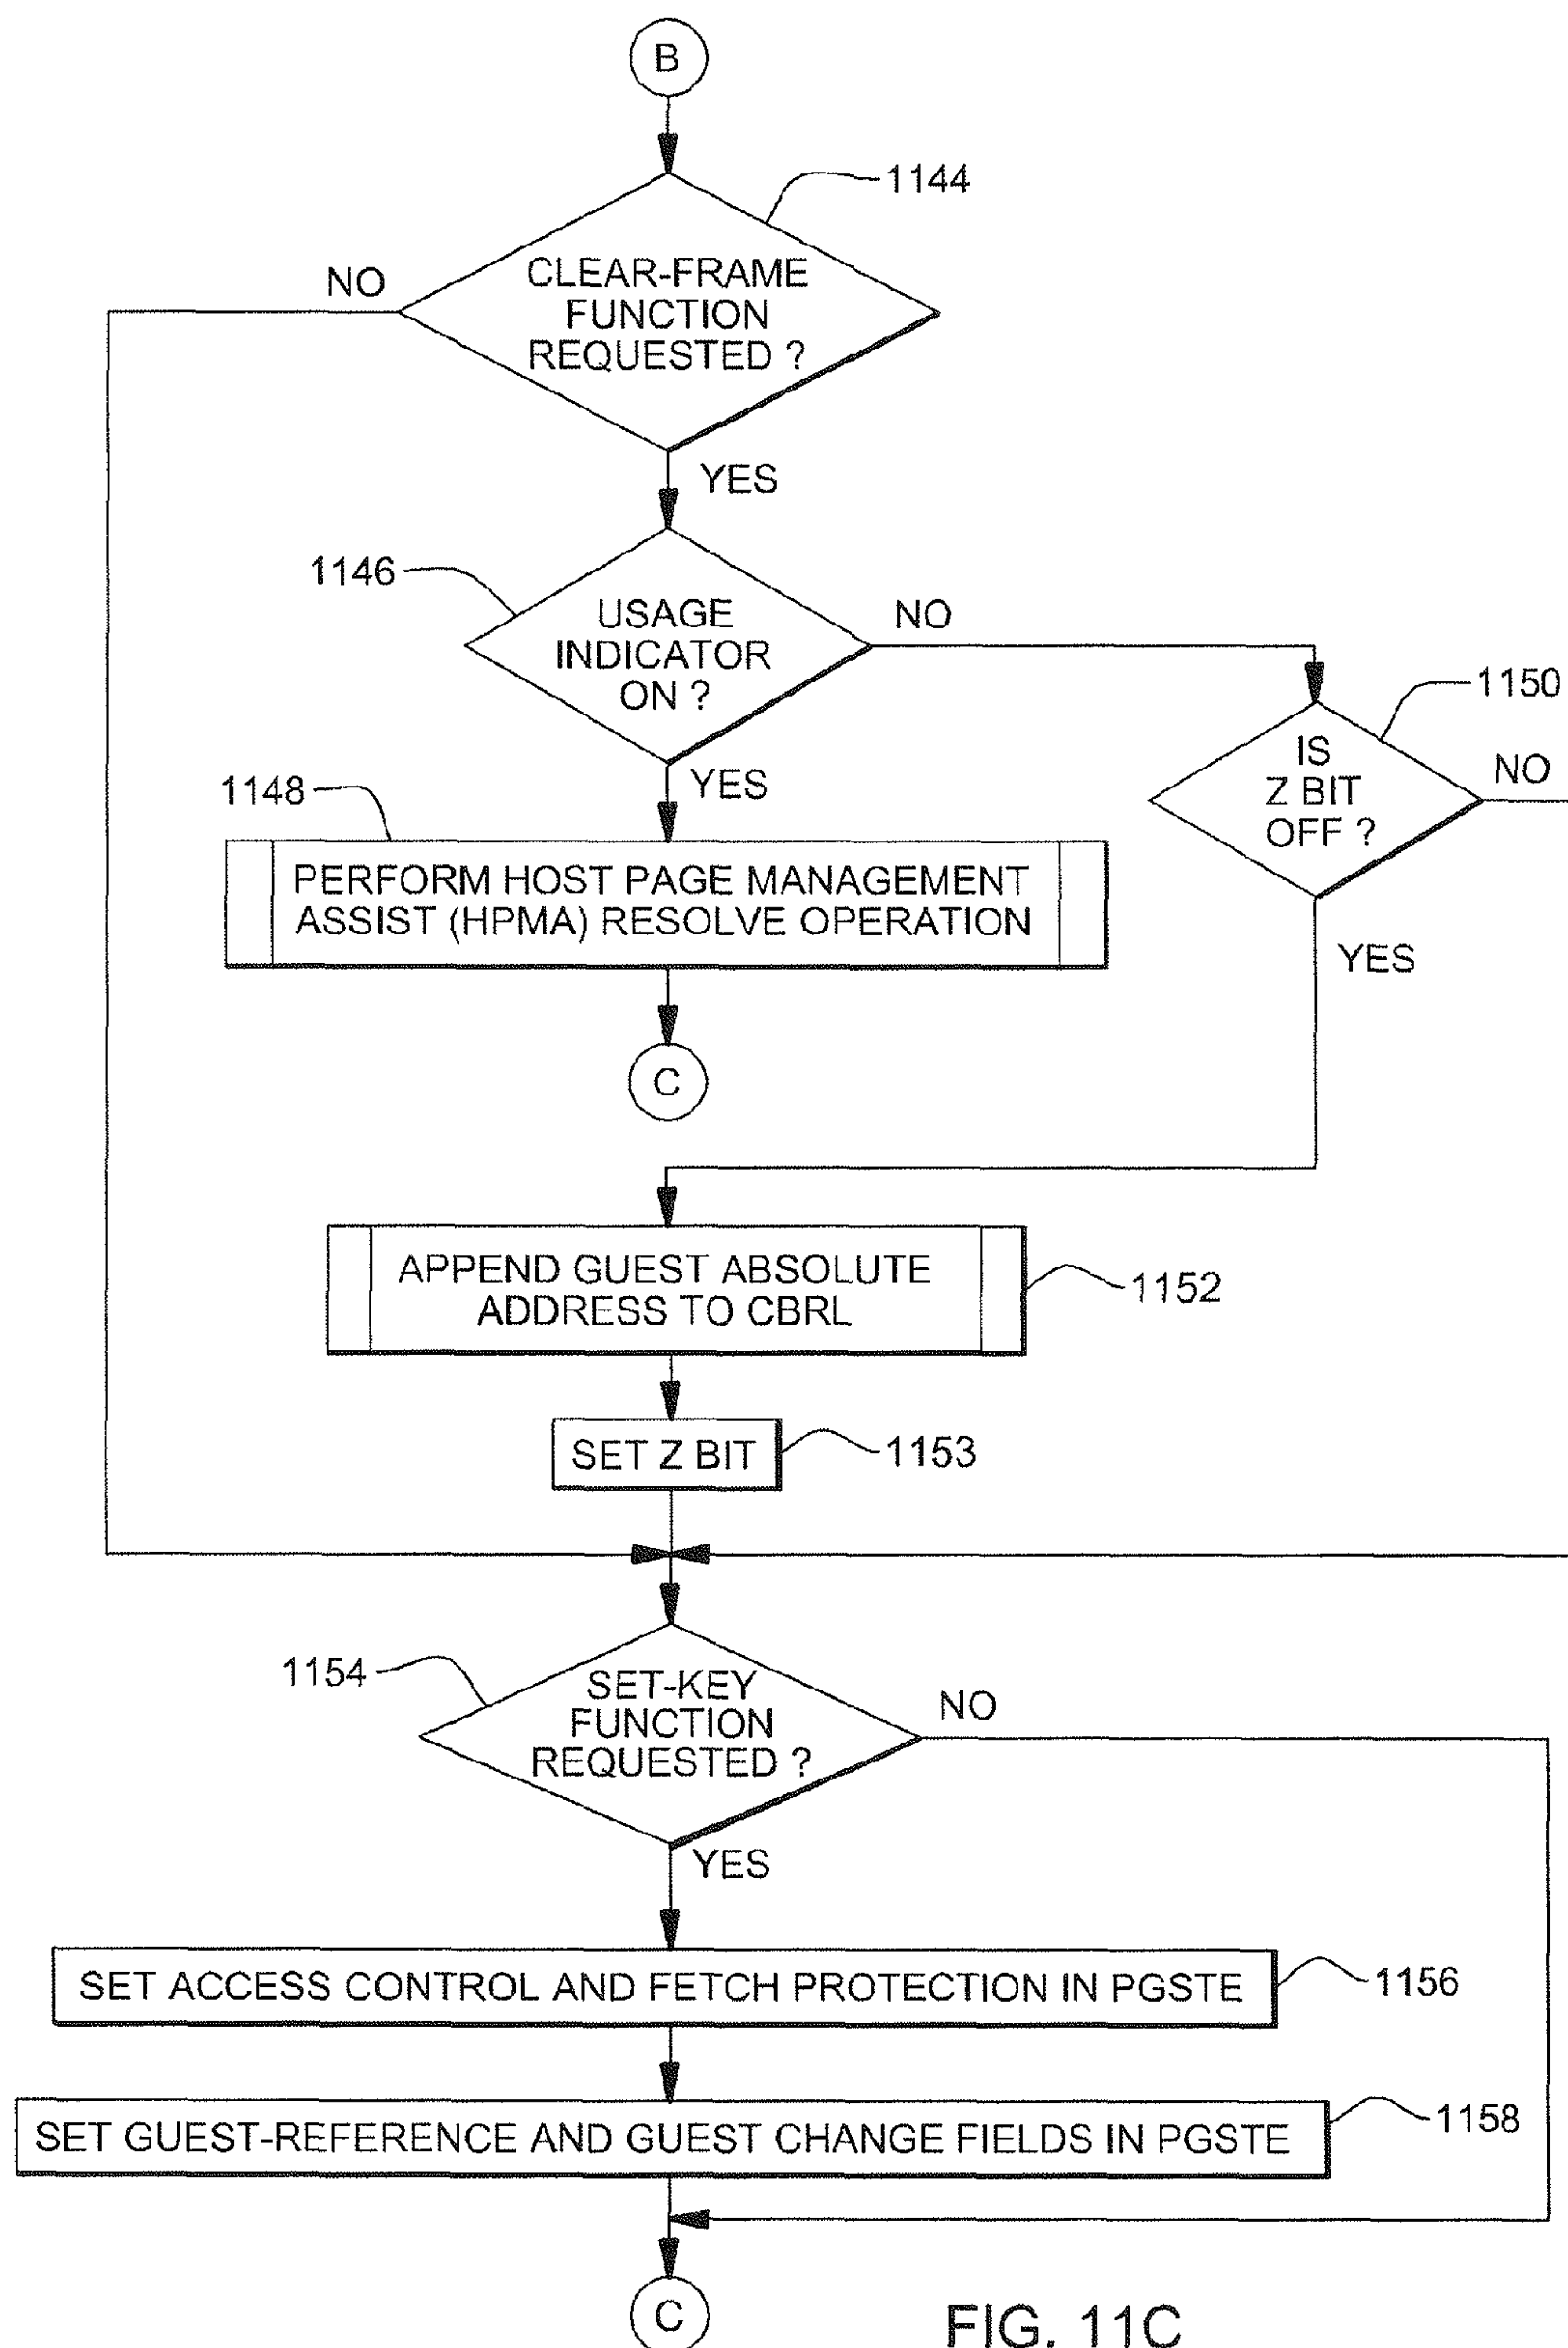 B
1144
CLEAR-FRAME
FUNCTION
REQUESTED ?
NO
YES
1146
USAGE
INDICATOR
ON ?
NO
1150
IS
Z BIT
OFF ?
NO
YES
1148
YES
PERFORM HOST PAGE MANAGEMENT
ASSIST (HPMA) RESOLVE OPERATION
C
APPEND GUEST ABSOLUTE
ADDRESS TO CBRL
1152
SET Z BIT
1153
1154
SET-KEY
FUNCTION
REQUESTED ?
NO
YES
SET ACCESS CONTROL AND FETCH PROTECTION IN PGSTE
1156
SET GUEST-REFERENCE AND GUEST CHANGE FIELDS IN PGSTE
1158
C
FIG. 11C